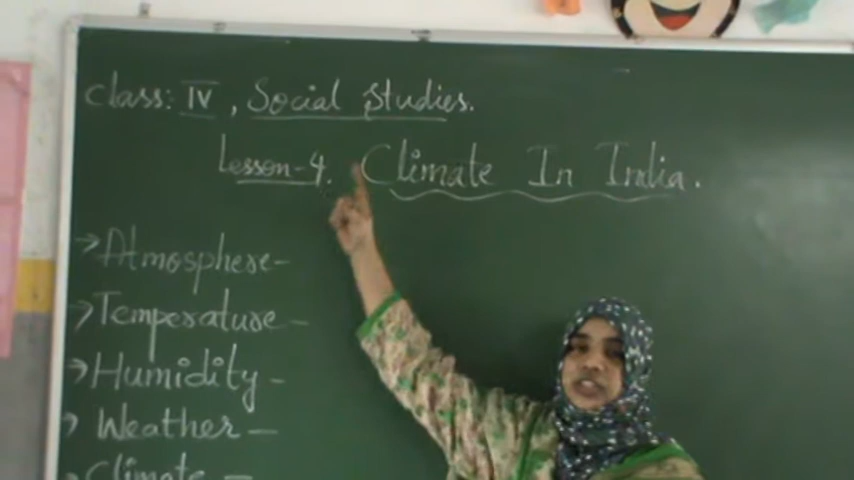 Class: IV, Social Studies.
Lesson-4. Climate In India.
→Atmosphere-
→Temperature-
→Humidity-
→Weather-
→Climate-